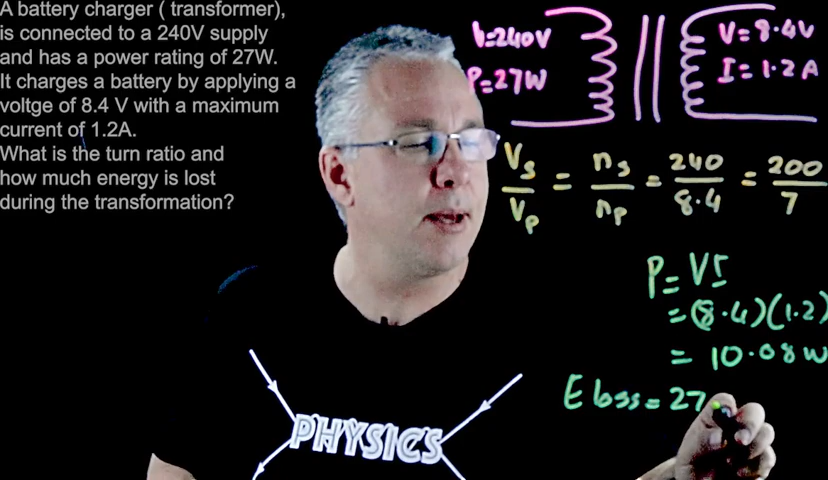 A battery charger ( transformer),
is connected to a 240V supply
and has a power rating of 27W.
It charges a battery by applying a
voltge of 8.4 V with a maximum
current of 1.2A.
What is the turn ratio and
how much energy is lost
during the transformation?
V=240V
P=27W
V=8.4V
I=1.2A
Vs/Vp = ns/np = 240/8.4 = 200/7
P=VI
=(8.4)(1.2)
= 10.08W
E loss = 27
PHYSICS